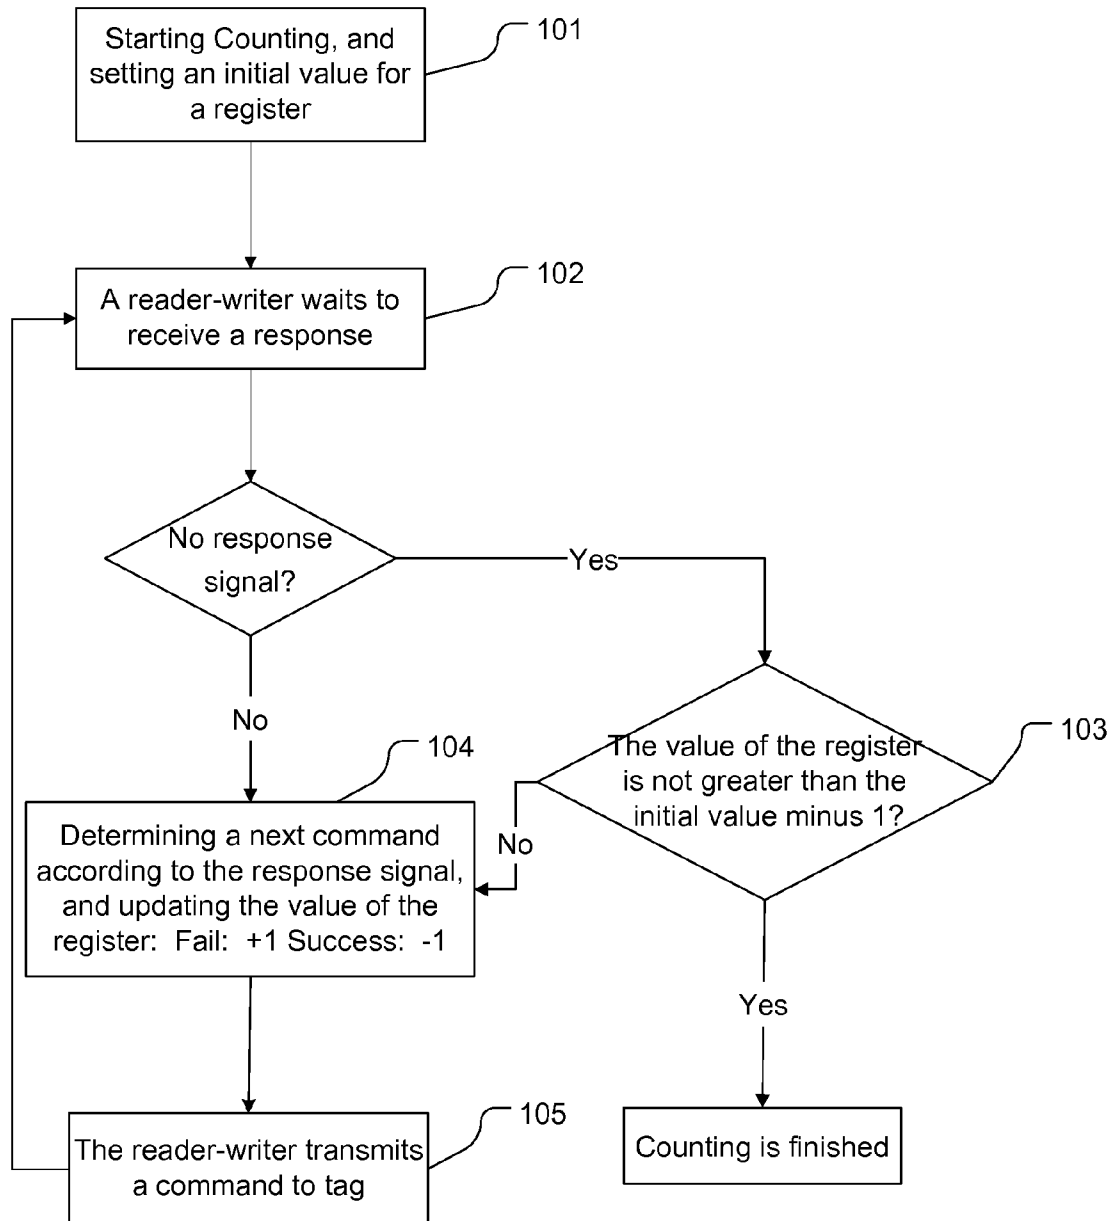 Starting Counting, and
setting an initial value for
a register
101
A reader-writer waits to
receive a response
102
No response
signal?
Yes
No
The value of the register
is not greater than the
initial value minus 1?
103
No
104
Determining a next command
according to the response signal,
and updating the value of the
register: Fail: +1 Success: -1
Yes
The reader-writer transmits
a command to tag
105
Counting is finished